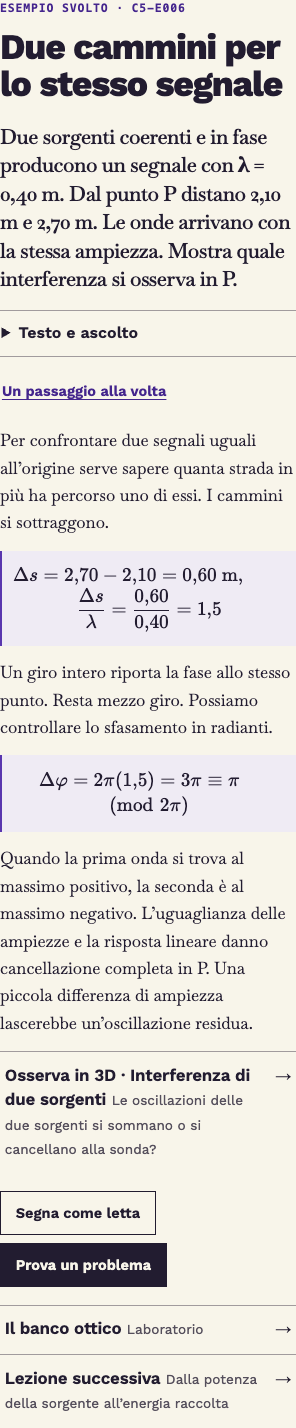 ESEMPIO SVOLTO · C5–E006
Due cammini per
lo stesso segnale
Due sorgenti coerenti e in fase
producono un segnale con λ =
0,40 m. Dal punto P distano 2,10
m e 2,70 m. Le onde arrivano con
la stessa ampiezza. Mostra quale
interferenza si osserva in P.
▶ Testo e ascolto
Un passaggio alla volta
Per confrontare due segnali uguali
all’origine serve sapere quanta strada in
più ha percorso uno di essi. I cammini
si sottraggono.
Δs = 2,70 − 2,10 = 0,60 m,
Δs/λ = 0,60/0,40 = 1,5
Un giro intero riporta la fase allo stesso
punto. Resta mezzo giro. Possiamo
controllare lo sfasamento in radianti.
Δφ = 2π(1,5) = 3π ≡ π
(mod 2π)
Quando la prima onda si trova al
massimo positivo, la seconda è al
massimo negativo. L’uguaglianza delle
ampiezze e la risposta lineare danno
cancellazione completa in P. Una
piccola differenza di ampiezza
lascerebbe un’oscillazione residua.
Osserva in 3D · Interferenza di →
due sorgenti Le oscillazioni delle
due sorgenti si sommano o si
cancellano alla sonda?
Segna come letta
Prova un problema
Il banco ottico Laboratorio →
Lezione successiva Dalla potenza →
della sorgente all’energia raccolta